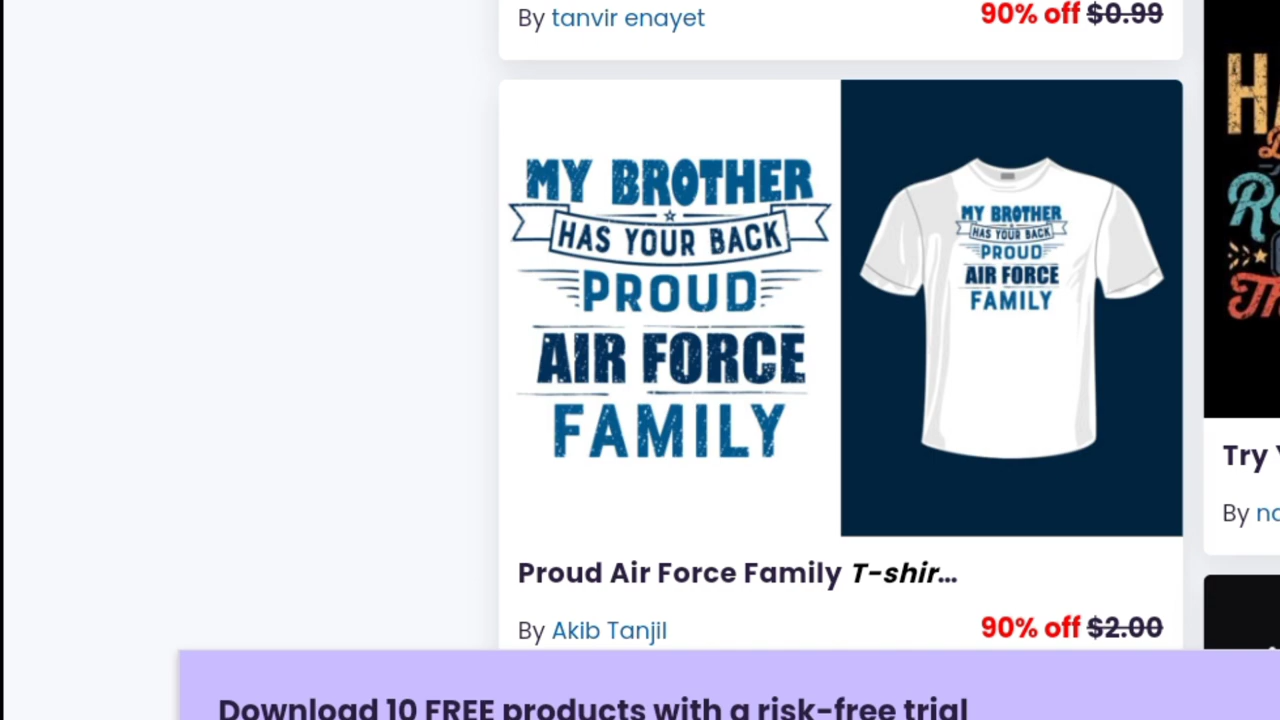 By tanvir enayet
90% off $0.99
MY BROTHER
HAS YOUR BACK
PROUD
AIR FORCE
FAMILY
MY BROTHER
HAS YOUR BACK
PROUD
AIR FORCE
FAMILY
Proud Air Force Family T-shir...
By Akib Tanjil
90% off $2.00
Try
By
Download 10 FREE products with a risk-free trial